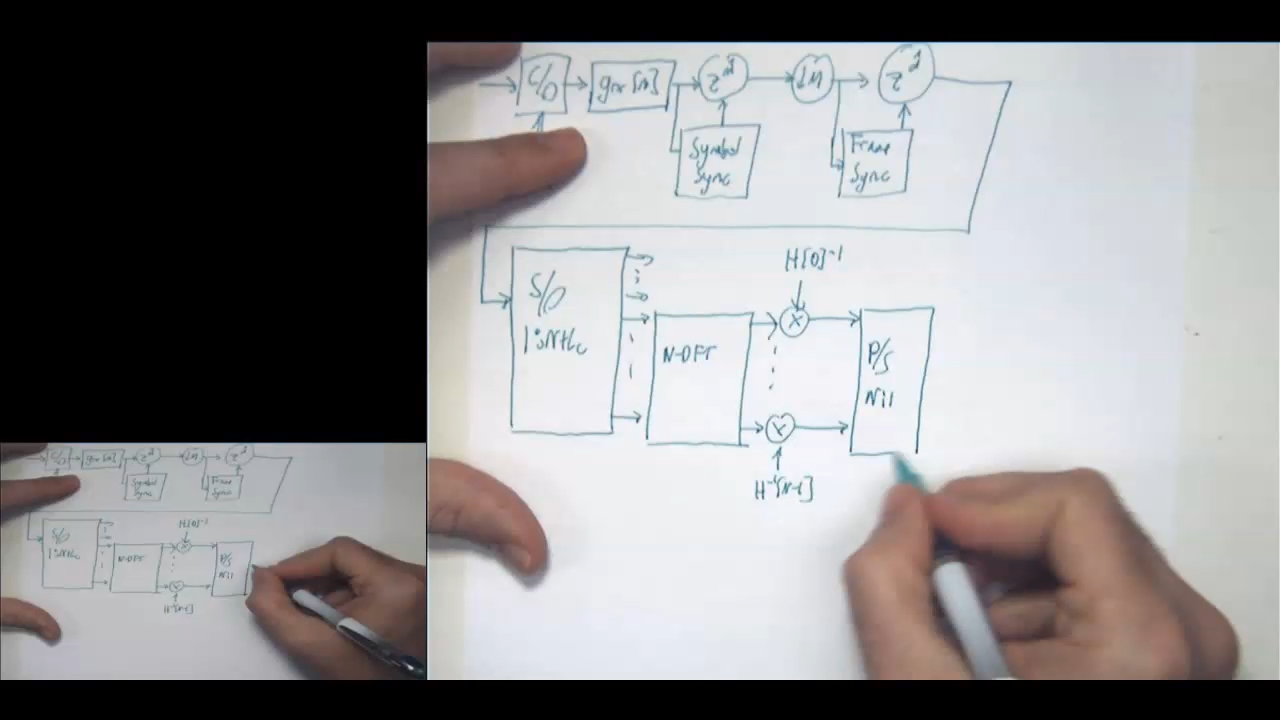 C/D grx[n] z^d ↓M z^d
Symbol
Sync
Frame
Sync
S/P
1:N+Lc
N-DFT
H[0]^-1
H^-1[N-1]
P/S
N:1